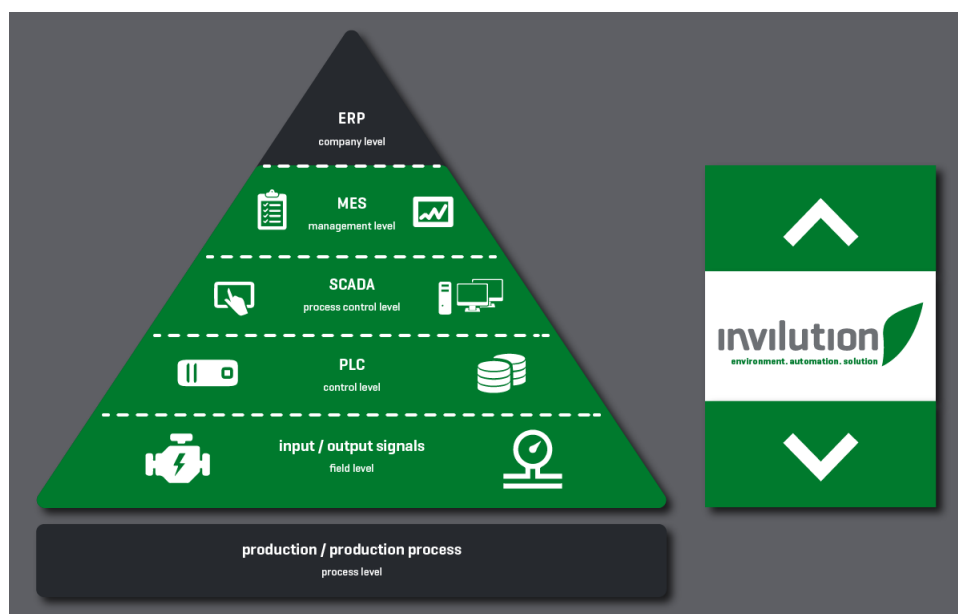 ERP
company level
MES
management level
SCADA
process control level
PLC
control level
input / output signals
field level
production / production process
process level
invilution
environment. automation. solution